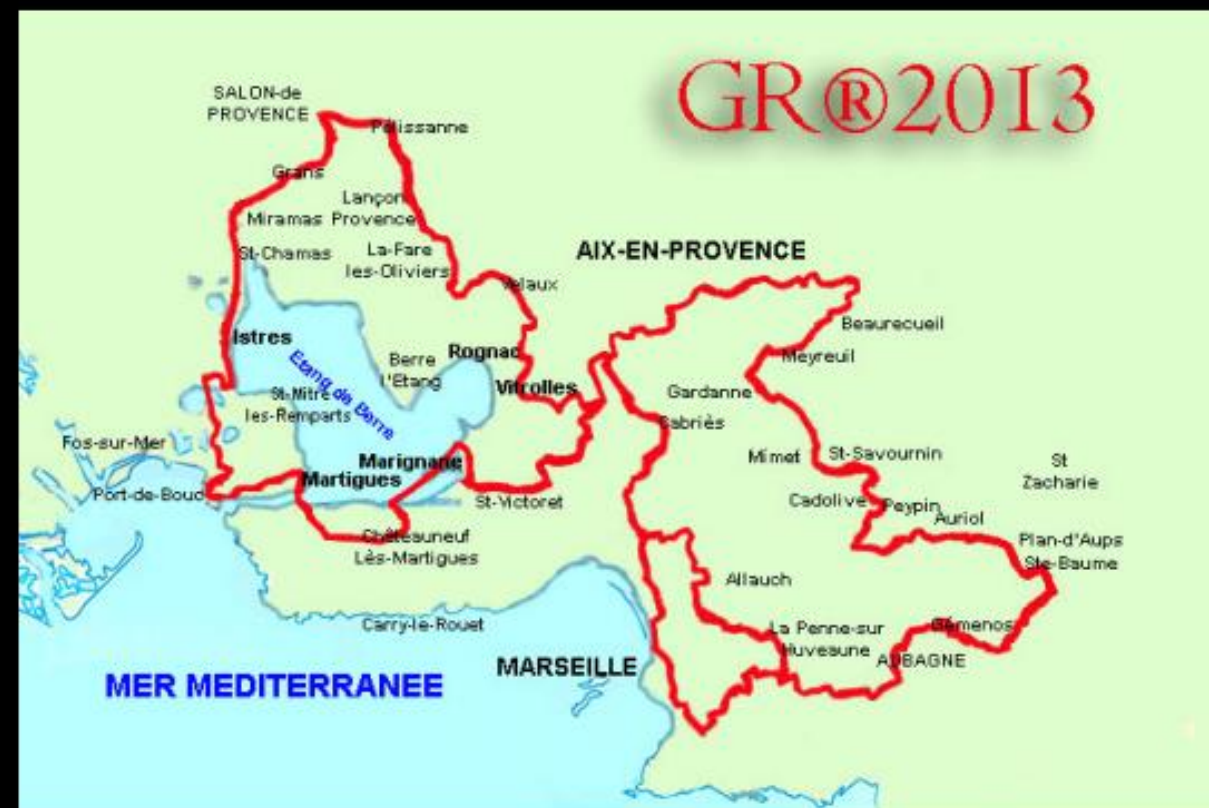 GR®2013
SALON-de
PROVENCE
Pélissanne
Grans
Lançon
Provence
Miramas
St-Chamas
La-Fare
les-Oliviers
AIX-EN-PROVENCE
Velaux
Beaurecueil
Istres
Etang de Berre
Berre
l'Etang
Rognac
Meyreuil
Vitrolles
Gardanne
St-Mitre
les-Remparts
Cabriès
Fos-sur-Mer
Marignane
Mimet
St-Savournin
St
Zacharie
Martigues
Port-de-Bouc
St-Victoret
Cadolive
Peypin
Auriol
Châteauneuf
Lès-Martigues
Plan-d'Aups
Ste-Baume
Allauch
Carry-le-Rouet
La Penne-sur
Huveaune
Gémenos
AUBAGNE
MARSEILLE
MER MEDITERRANEE